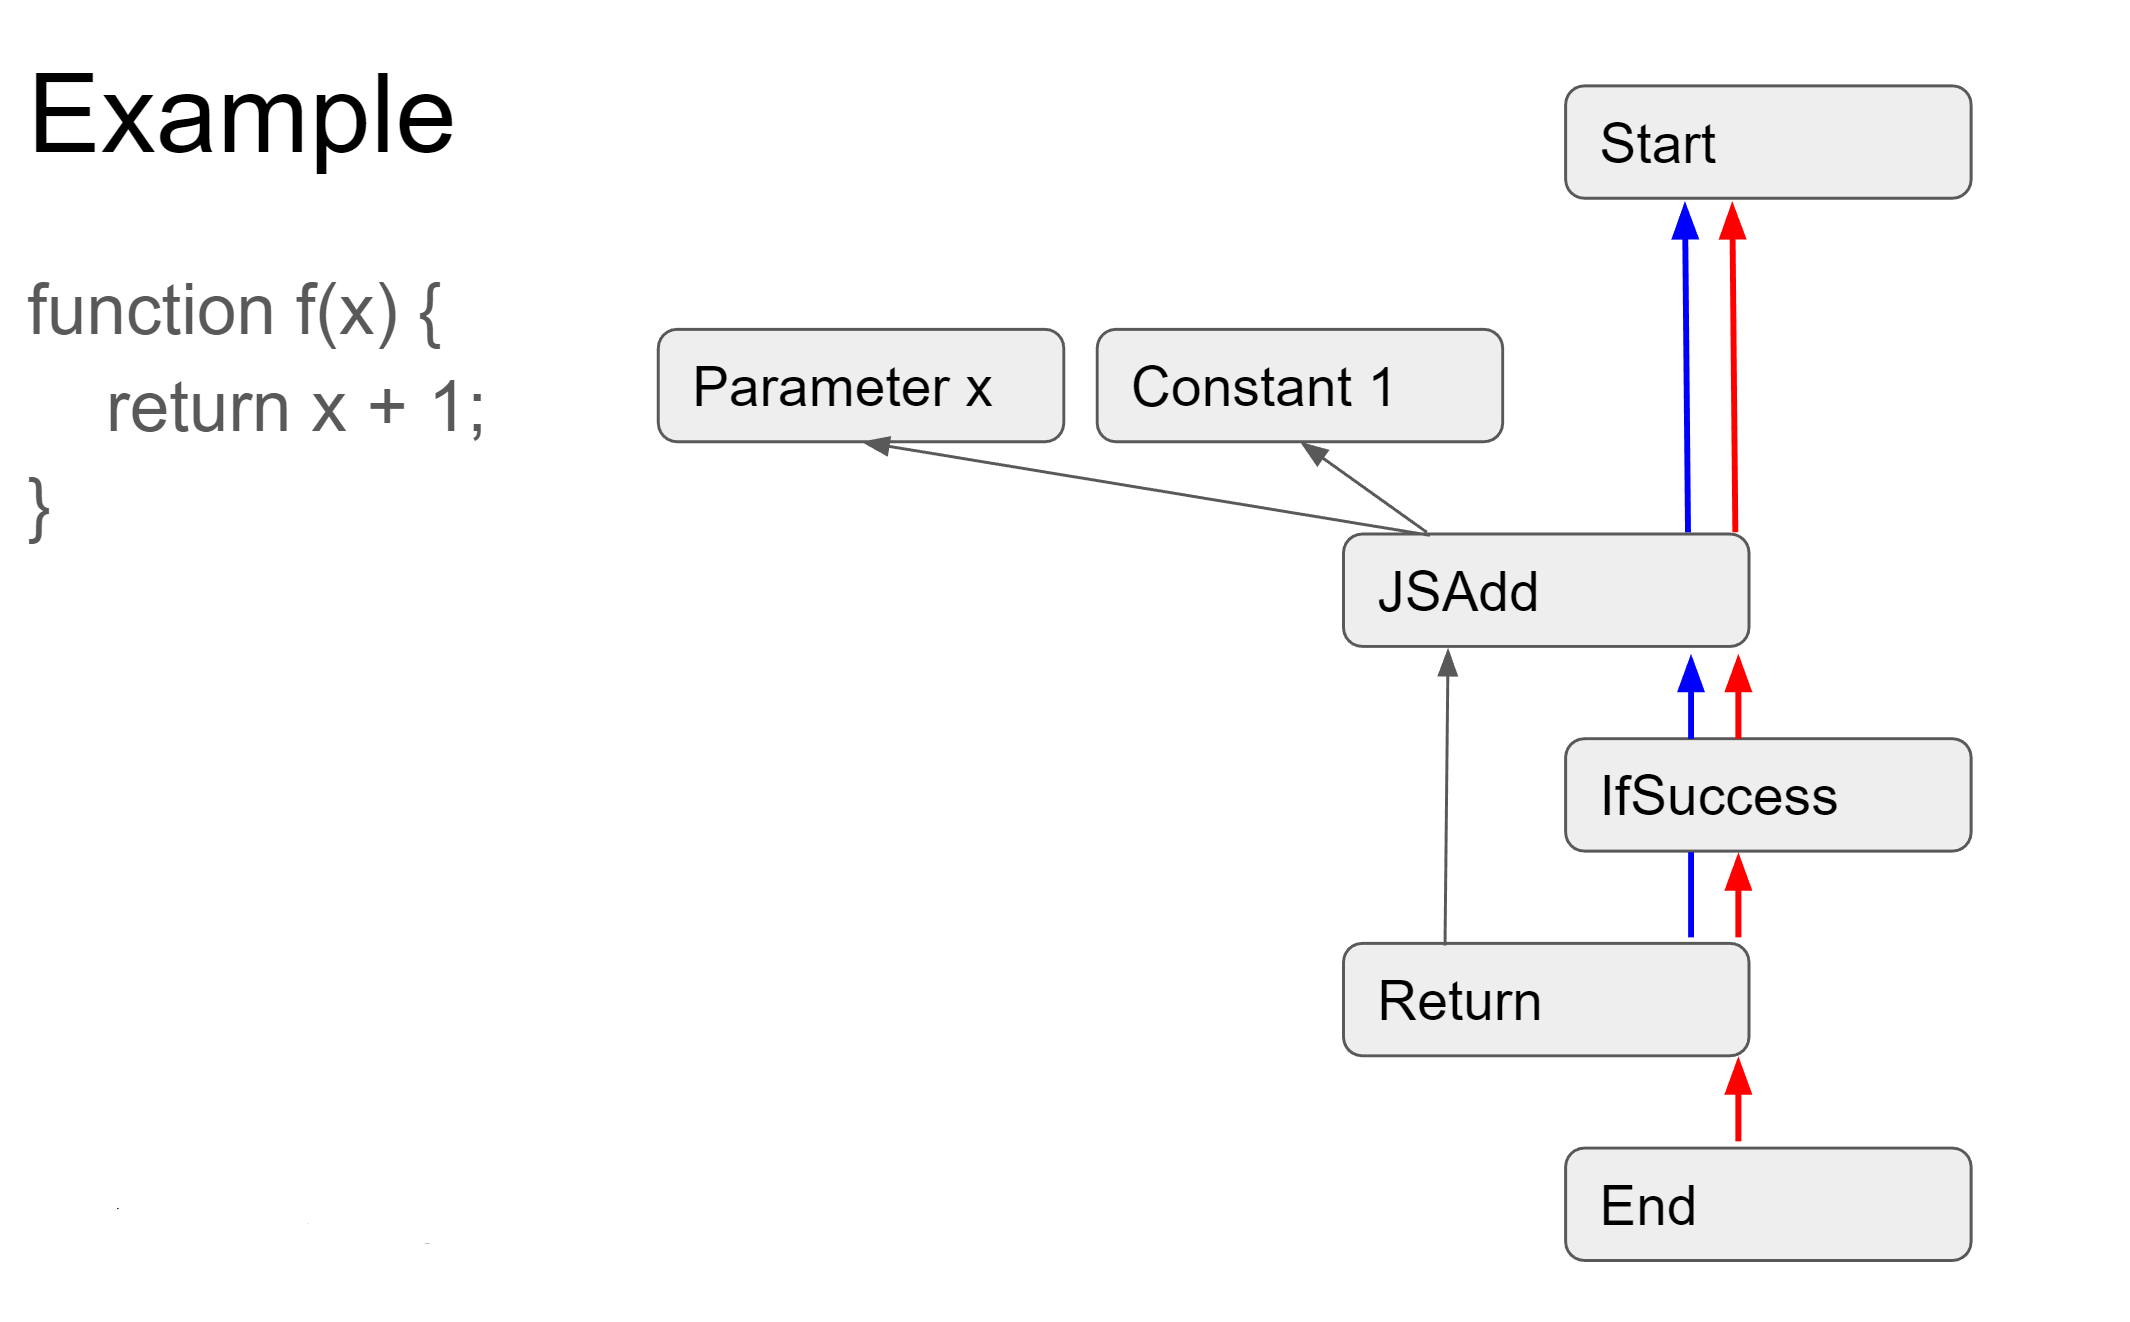 Example
function f(x) {
return x + 1;
}
Start
Parameter x
Constant 1
JSAdd
IfSuccess
Return
End